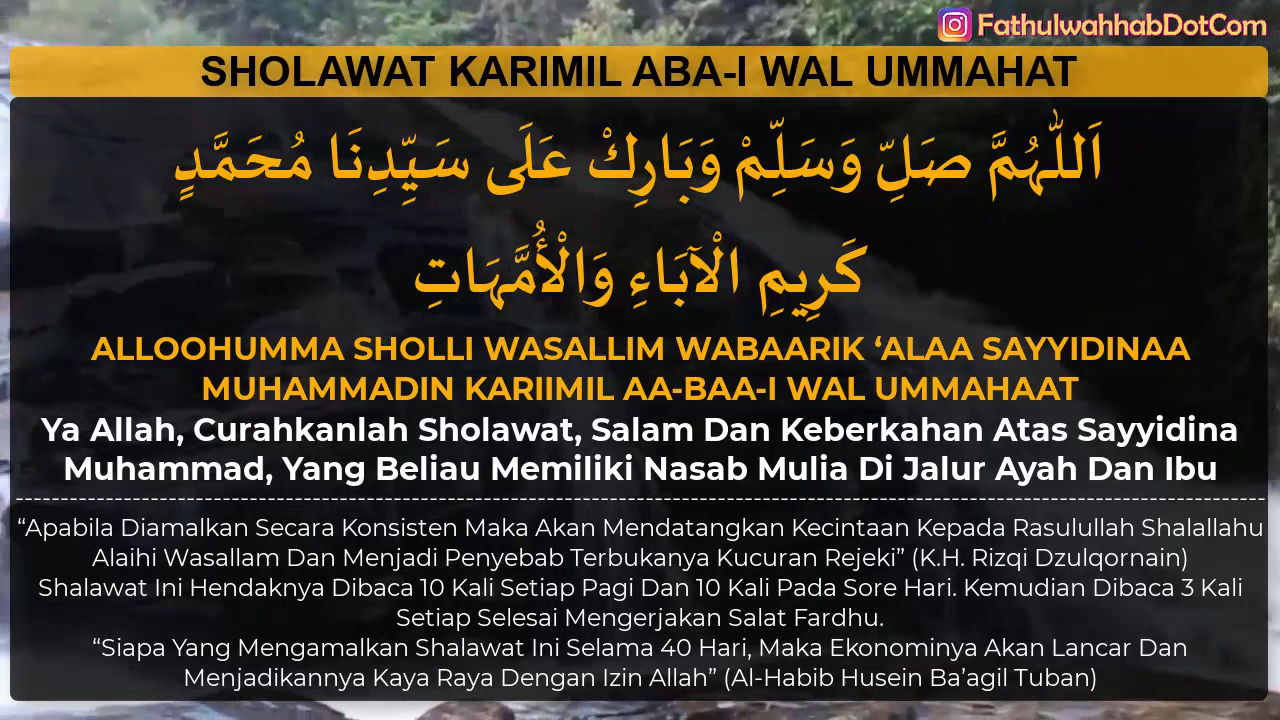 FathulwahhabDotCom
SHOLAWAT KARIMIL ABA-I WAL UMMAHAT
اَللّٰهُمَّ صَلِّ وَسَلِّمْ وَبَارِكْ عَلَى سَيِّدِنَا مُحَمَّدٍ
كَرِيمِ الْآبَاءِ وَالْأُمَّهَاتِ
ALLOOHUMMA SHOLLI WASALLIM WABAARIK ‘ALAA SAYYIDINAA
MUHAMMADIN KARIIMIL AA-BAA-I WAL UMMAHAAT
Ya Allah, Curahkanlah Sholawat, Salam Dan Keberkahan Atas Sayyidina
Muhammad, Yang Beliau Memiliki Nasab Mulia Di Jalur Ayah Dan Ibu
“Apabila Diamalkan Secara Konsisten Maka Akan Mendatangkan Kecintaan Kepada Rasulullah Shalallahu
Alaihi Wasallam Dan Menjadi Penyebab Terbukanya Kucuran Rejeki” (K.H. Rizqi Dzulqornain)
Shalawat Ini Hendaknya Dibaca 10 Kali Setiap Pagi Dan 10 Kali Pada Sore Hari. Kemudian Dibaca 3 Kali
Setiap Selesai Mengerjakan Salat Fardhu.
“Siapa Yang Mengamalkan Shalawat Ini Selama 40 Hari, Maka Ekonominya Akan Lancar Dan
Menjadikannya Kaya Raya Dengan Izin Allah” (Al-Habib Husein Ba’agil Tuban)